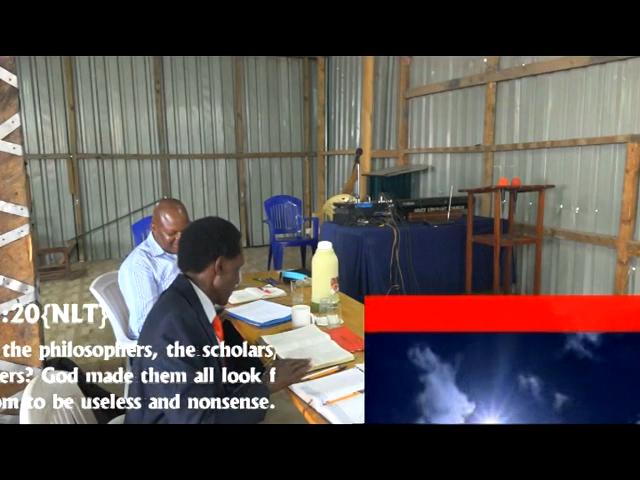 :20{NLT}
the philosophers, the scholars,
ers? God made them all look f
om to be useless and nonsense.